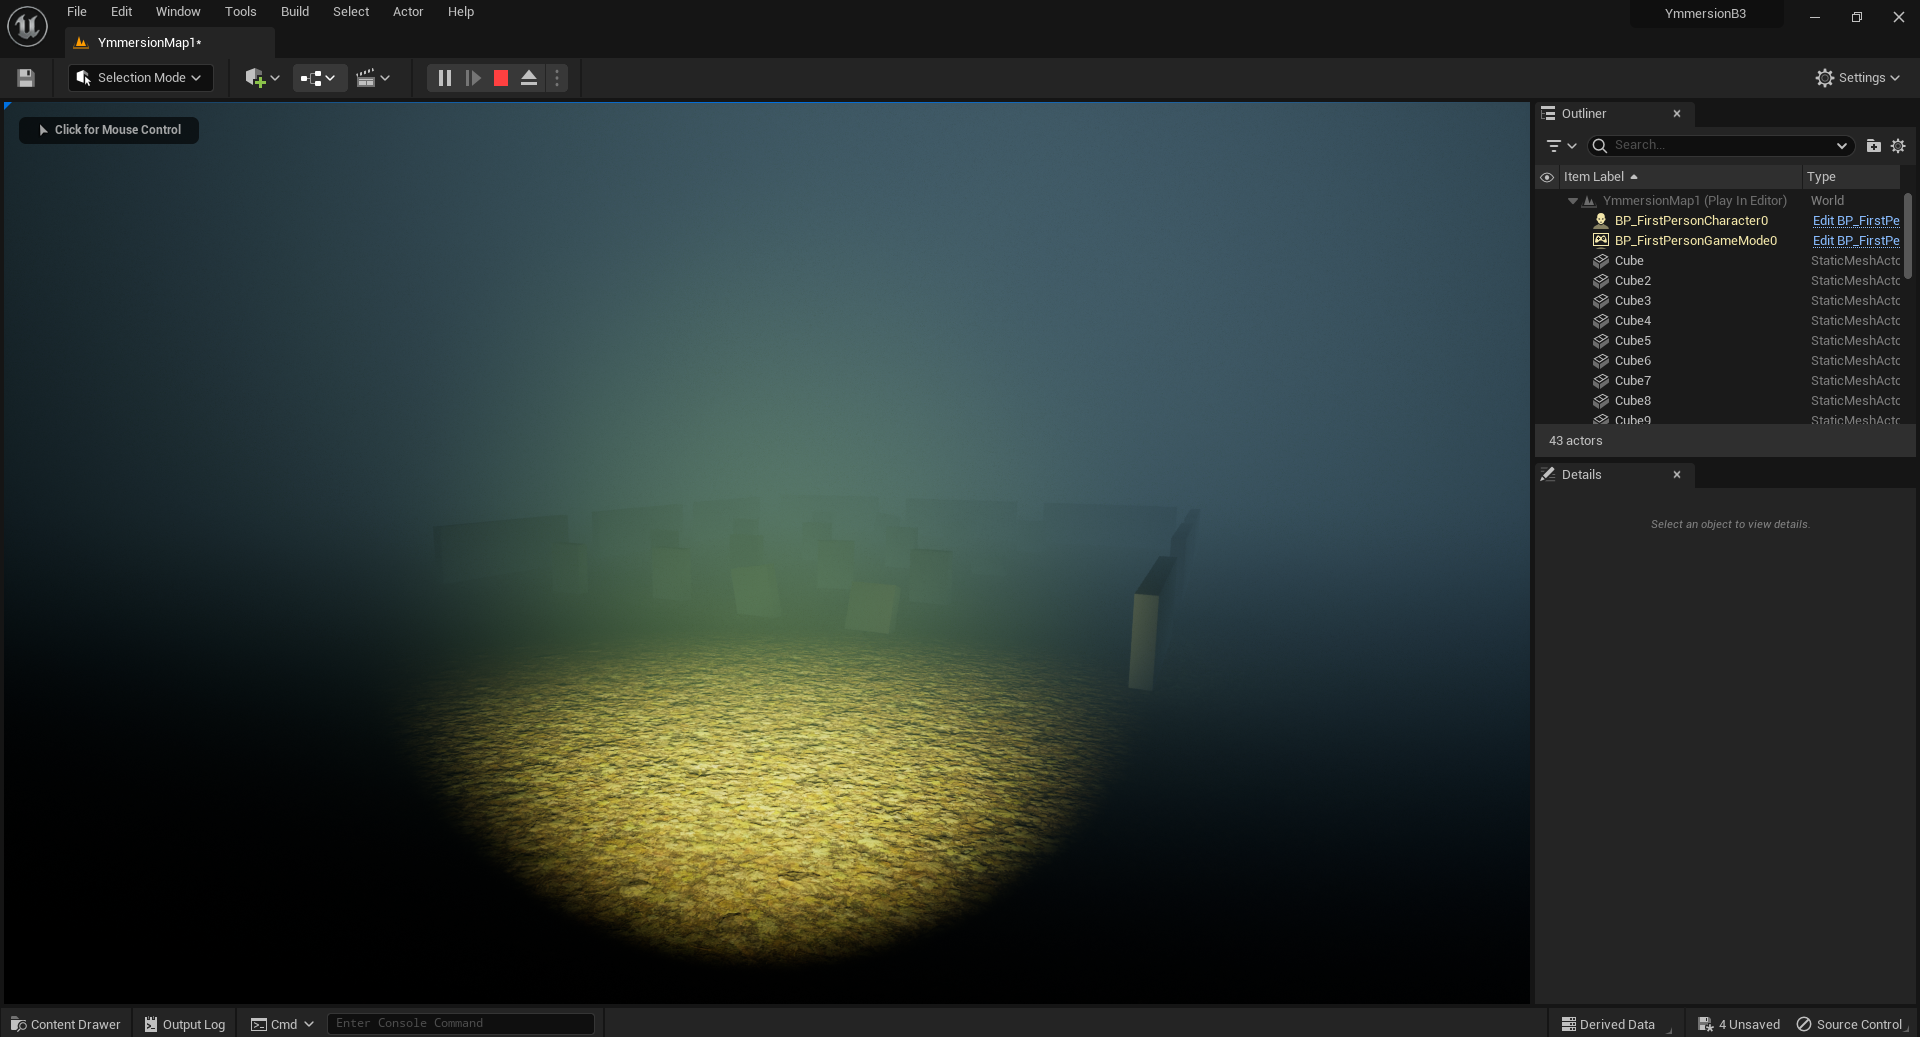 File Edit Window Tools Build Select Actor Help
YmmersionB3
YmmersionMap1*
Selection Mode
Settings
Click for Mouse Control
Outliner
Search...
Item Label Type
YmmersionMap1 (Play In Editor) World
BP_FirstPersonCharacter0 Edit BP_FirstPe
BP_FirstPersonGameMode0 Edit BP_FirstPe
Cube StaticMeshActo
Cube2 StaticMeshActo
Cube3 StaticMeshActo
Cube4 StaticMeshActo
Cube5 StaticMeshActo
Cube6 StaticMeshActo
Cube7 StaticMeshActo
Cube8 StaticMeshActo
Cube9 StaticMeshActo
43 actors
Details
Select an object to view details.
Content Drawer Output Log Cmd Enter Console Command Derived Data 4 Unsaved Source Control